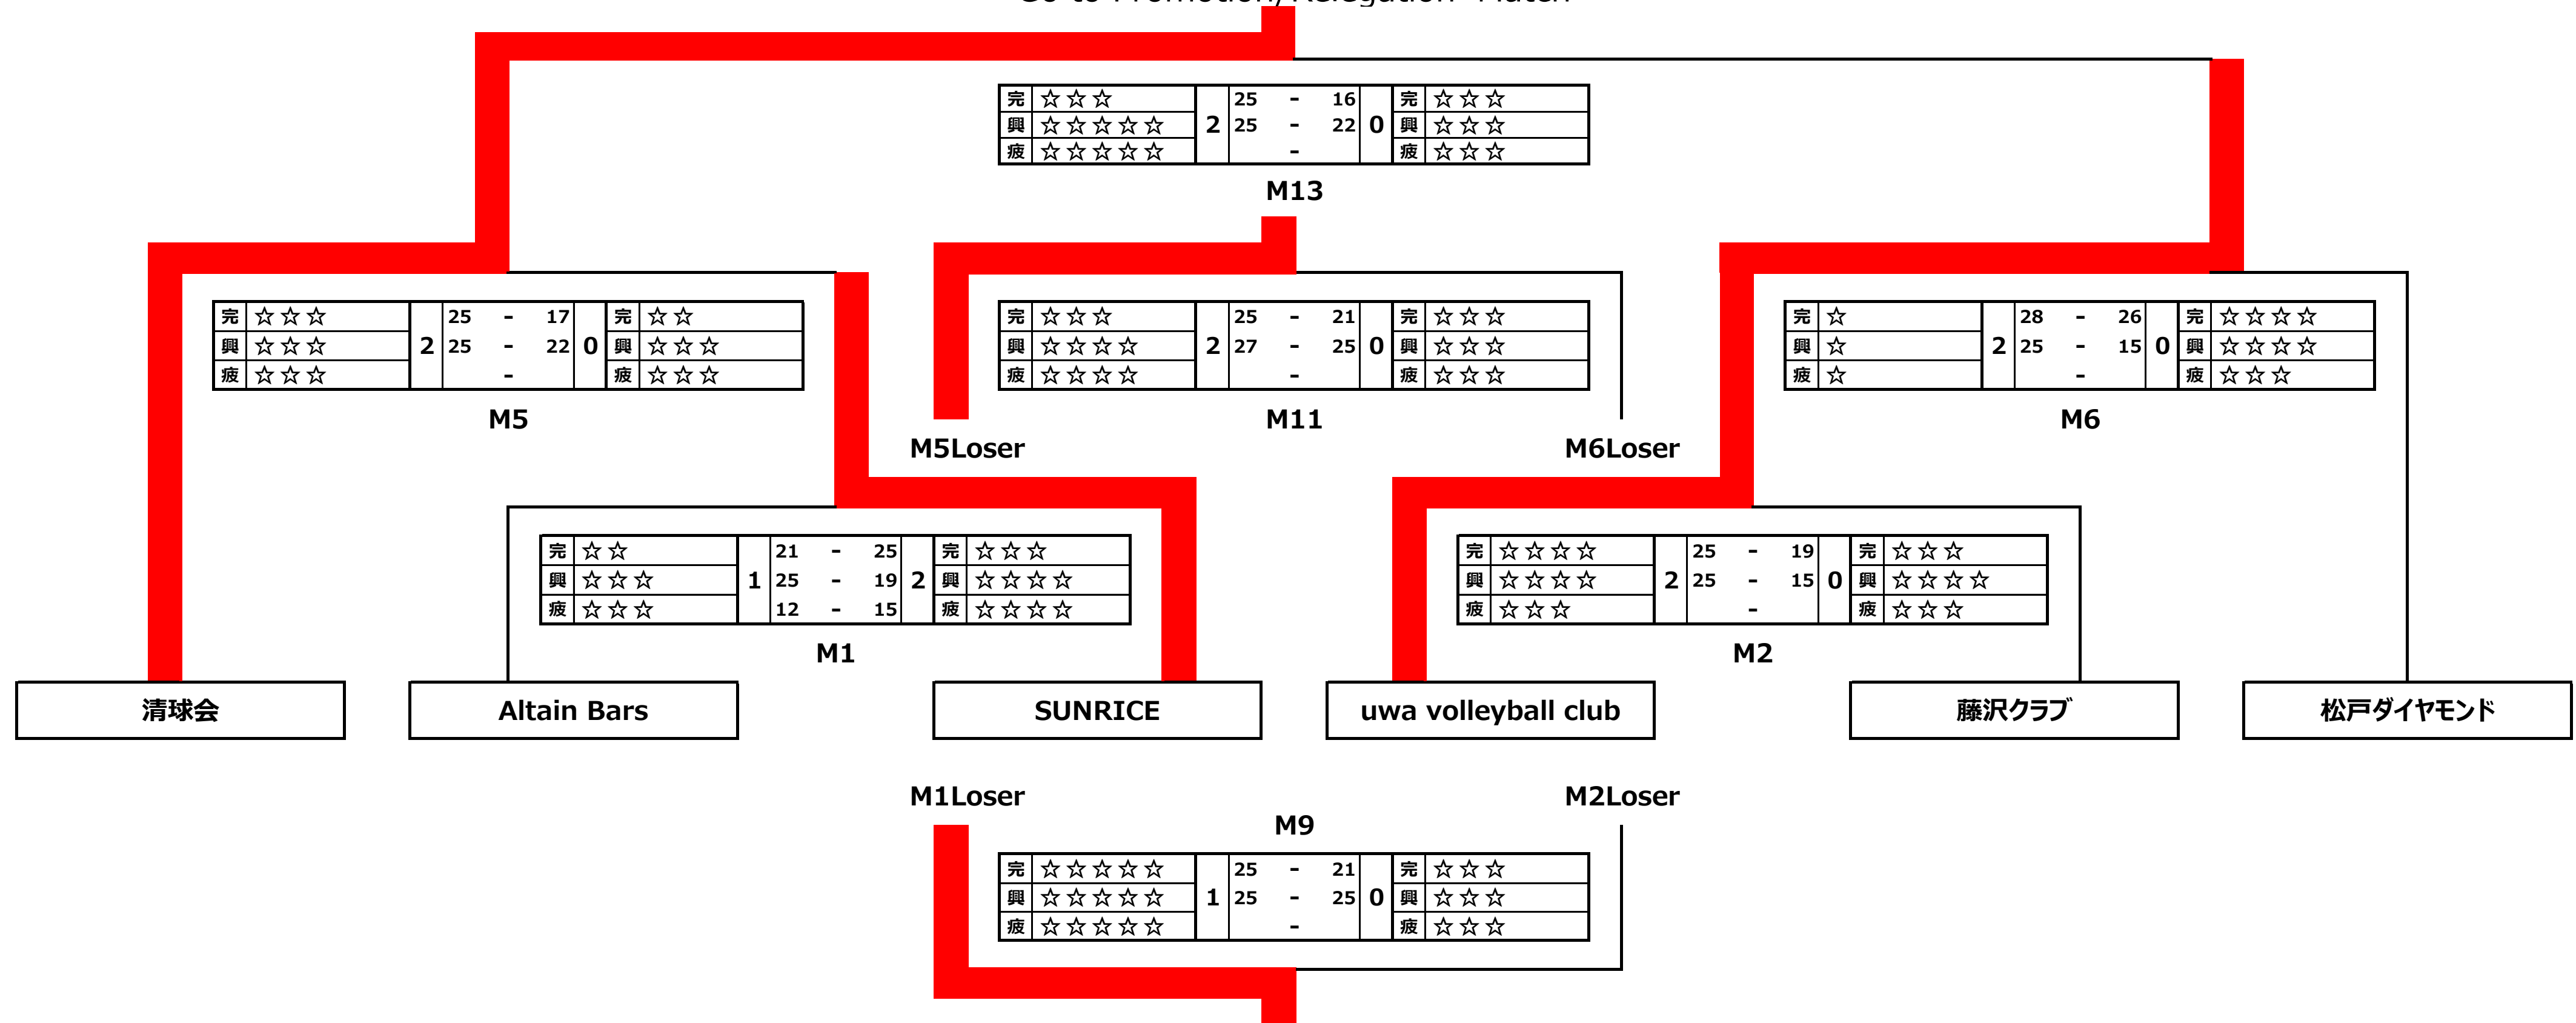 Go to Promotion/Relegation Match
完 ☆☆☆ 2 25 - 16 0 完 ☆☆☆
興 ☆☆☆☆☆ 25 - 22 興 ☆☆☆
疲 ☆☆☆☆☆ - 疲 ☆☆☆
M13
完 ☆☆☆ 2 25 - 17 0 完 ☆☆
興 ☆☆☆ 25 - 22 興 ☆☆☆
疲 ☆☆☆ - 疲 ☆☆☆
M5
完 ☆☆☆ 2 25 - 21 0 完 ☆☆☆
興 ☆☆☆☆ 27 - 25 興 ☆☆☆
疲 ☆☆☆☆ - 疲 ☆☆☆
M11
完 ☆ 2 28 - 26 0 完 ☆☆☆☆
興 ☆ 25 - 15 興 ☆☆☆☆
疲 ☆ - 疲 ☆☆☆
M6
M5Loser
M6Loser
完 ☆☆ 1 21 - 25 2 完 ☆☆☆
興 ☆☆☆ 25 - 19 興 ☆☆☆☆
疲 ☆☆☆ 12 - 15 疲 ☆☆☆☆
M1
完 ☆☆☆☆ 2 25 - 19 0 完 ☆☆☆
興 ☆☆☆☆ 25 - 15 興 ☆☆☆☆
疲 ☆☆☆ - 疲 ☆☆☆
M2
清球会
Altain Bars
SUNRICE
uwa volleyball club
藤沢クラブ
松戸ダイヤモンド
M1Loser
M2Loser
M9
完 ☆☆☆☆☆ 1 25 - 21 0 完 ☆☆☆
興 ☆☆☆☆☆ 25 - 25 興 ☆☆☆
疲 ☆☆☆☆☆ - 疲 ☆☆☆